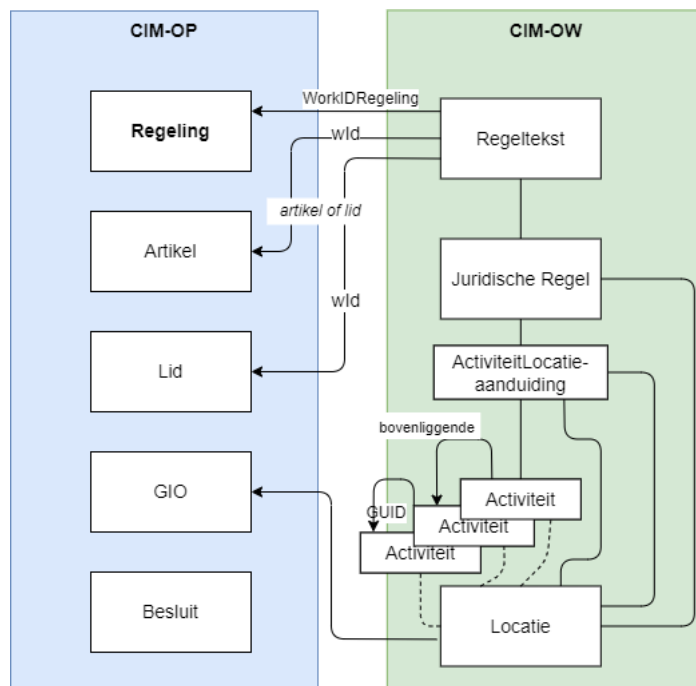 CIM-OP
CIM-OW
WorkIDRegeling
Regeling
Regeltekst
wId
artikel of lid
Artikel
Juridische Regel
wId
Lid
ActiviteitLocatie-
aanduiding
bovenliggende
GIO
Activiteit
GUID
Activiteit
Activiteit
Besluit
Locatie